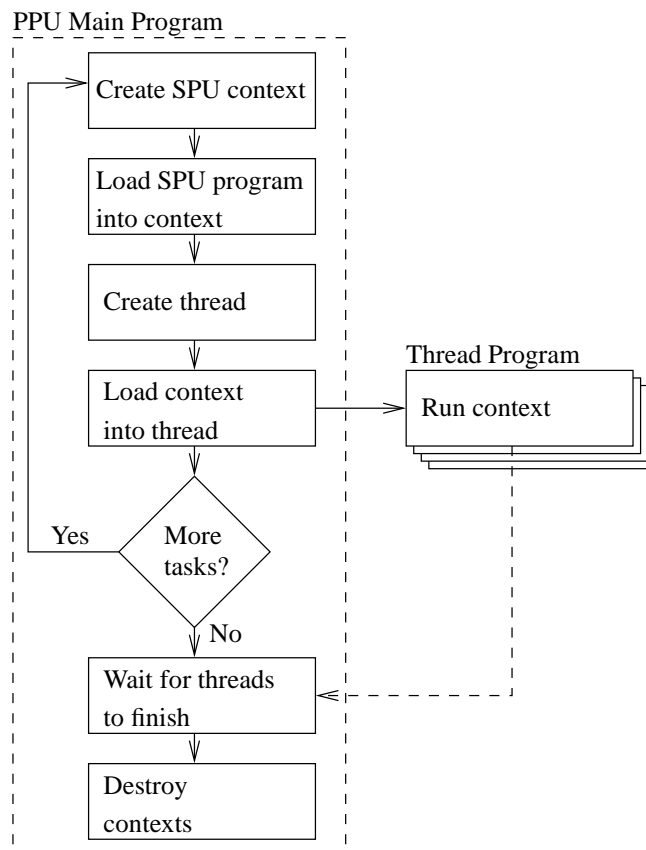 PPU Main Program
Create SPU context
Load SPU program
into context
Create thread
Thread Program
Load context
into thread
Run context
Yes
More
tasks?
No
Wait for threads
to finish
Destroy
contexts